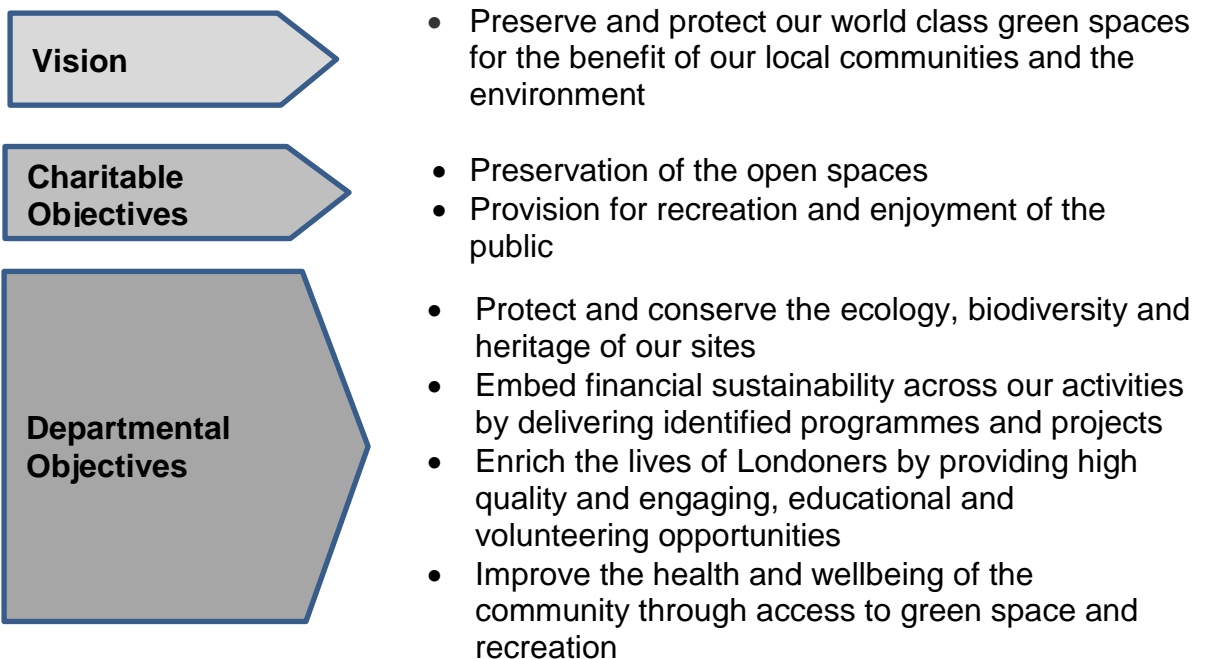 Vision
• Preserve and protect our world class green spaces
for the benefit of our local communities and the
environment
Charitable
Objectives
• Preservation of the open spaces
• Provision for recreation and enjoyment of the
public
Departmental
Objectives
• Protect and conserve the ecology, biodiversity and
heritage of our sites
• Embed financial sustainability across our activities
by delivering identified programmes and projects
• Enrich the lives of Londoners by providing high
quality and engaging, educational and
volunteering opportunities
• Improve the health and wellbeing of the
community through access to green space and
recreation